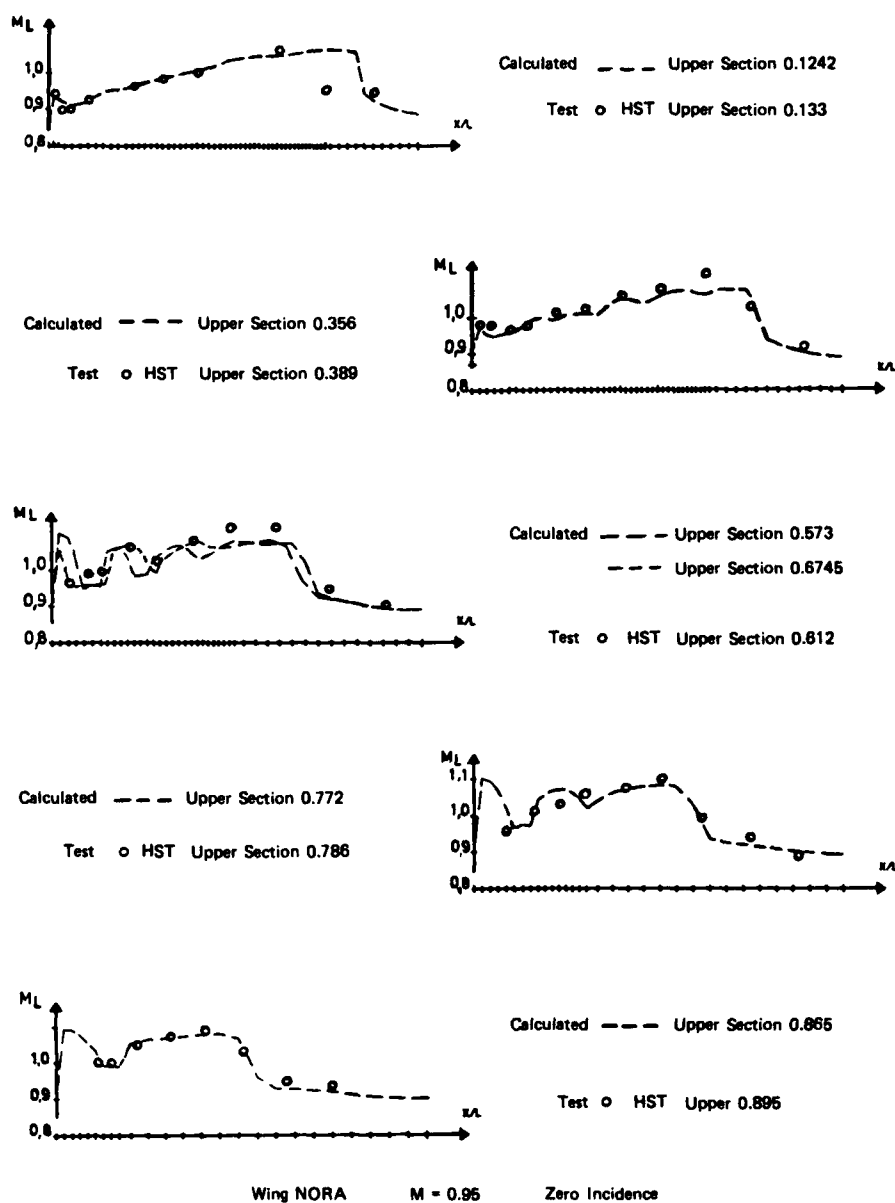 M L
1,0
0,9
0,8
X/L
Calculated Upper Section 0.1242
Test HST Upper Section 0.133
M L
1,0
0,9
0,8
X/L
Calculated Upper Section 0.356
Test HST Upper Section 0.389
M L
1,0
0,9
0,8
X/L
Calculated Upper Section 0.573
Upper Section 0.6745
Test HST Upper Section 0.612
M L
1,1
1,0
0,9
0,8
X/L
Calculated Upper Section 0.772
Test HST Upper Section 0.786
M L
1,0
0,9
0,8
X/L
Calculated Upper Section 0.865
Test HST Upper 0.895
Wing NORA M = 0.95 Zero Incidence